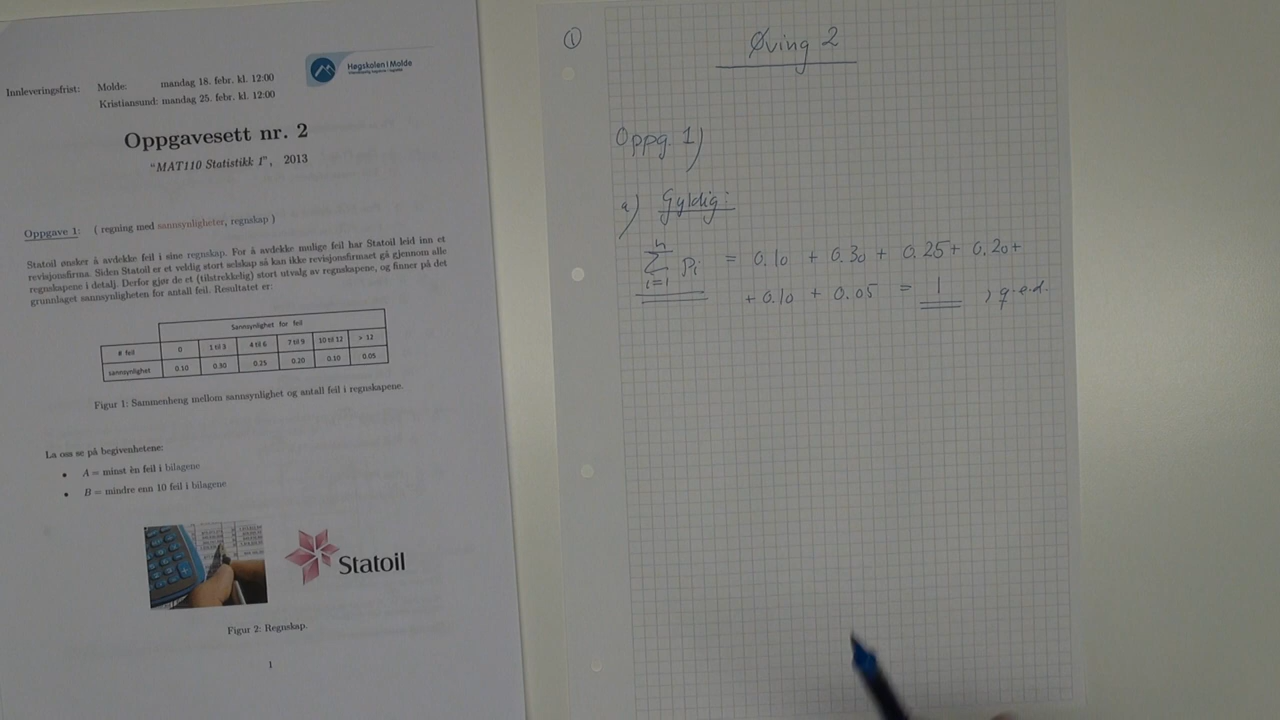 Innleveringsfrist: Molde: mandag 18. febr. kl. 12:00
Kristiansund: mandag 25. febr. kl. 12:00
Høgskolen i Molde
Oppgavesett nr. 2
"MAT110 Statistikk 1", 2013
Oppgave 1: ( regning med sannsynligheter, regnskap )
Statoil ønsker å avdekke feil i sine regnskap. For å avdekke mulige feil har Statoil leid inn et
revisjonsfirma. Siden Statoil er et veldig stort selskap så kan ikke revisjonsfirmaet gå gjennom alle
regnskapene i detalj. Derfor gjør de et (tilstrekkelig) stort utvalg av regnskapene, og finner på det
grunnlaget sannsynligheten for antall feil. Resultatet er:
Sannsynlighet for feil
# feil 0 1 til 3 4 til 6 7 til 9 10 til 12 > 12
sannsynlighet 0.10 0.30 0.25 0.20 0.10 0.05
Figur 1: Sammenheng mellom sannsynlighet og antall feil i regnskapene.
La oss se på begivenhetene:
• A = minst èn feil i bilagene
• B = mindre enn 10 feil i bilagene
Statoil
Figur 2: Regnskap.
1
① Øving 2
Oppg. 1)
a) Gyldig:
n
∑ pi = 0.10 + 0.30 + 0.25 + 0.20 +
i=1
+ 0.10 + 0.05 = 1 , q.e.d.